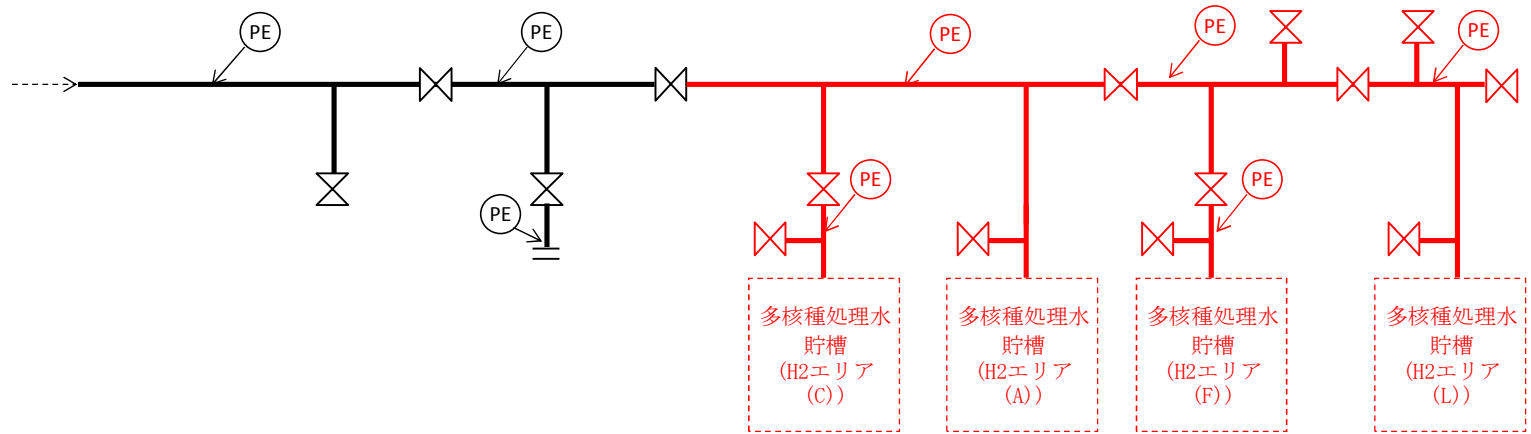 PE
PE
PE
PE
PE
PE
PE
PE
多核種処理水
貯槽
(H2エリア
(C))
多核種処理水
貯槽
(H2エリア
(A))
多核種処理水
貯槽
(H2エリア
(F))
多核種処理水
貯槽
(H2エリア
(L))